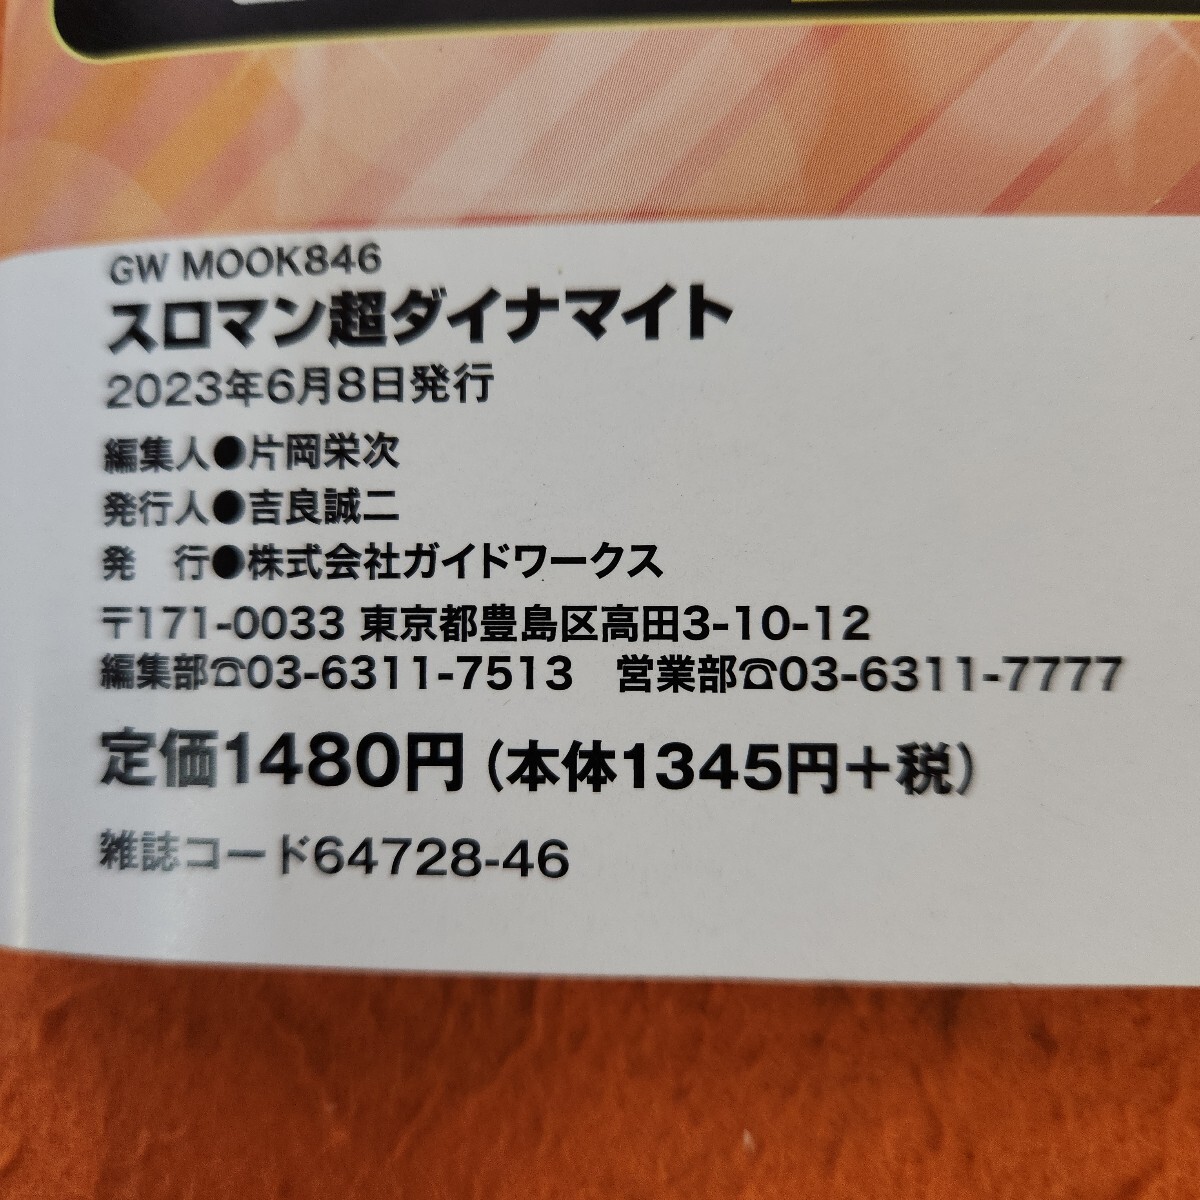 GW MOOK846
スロマン超ダイナマイト
2023年6月8日発行
編集人●片岡栄次
発行人●吉良誠二
発　行●株式会社ガイドワークス
〒171-0033 東京都豊島区高田3-10-12
編集部☎03-6311-7513　営業部☎03-6311-7777
定価1480円（本体1345円＋税）
雑誌コード64728-46